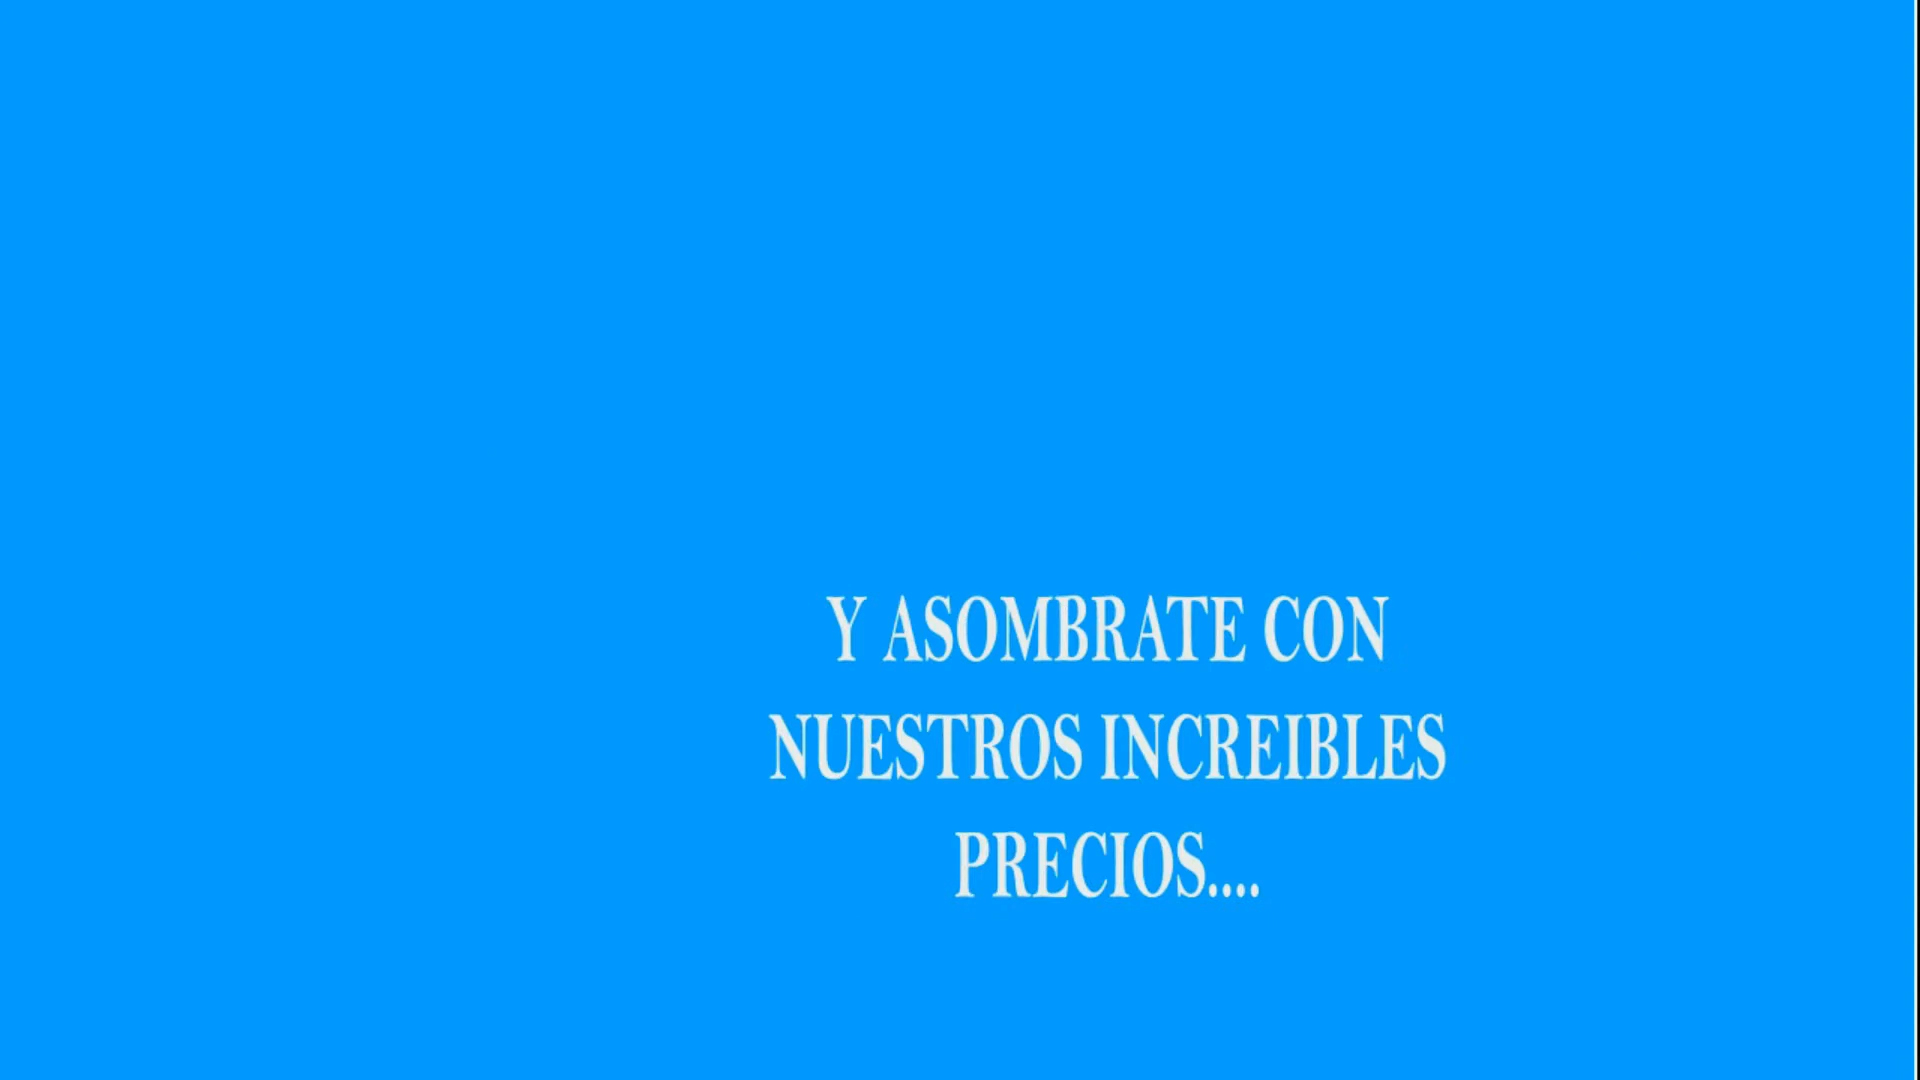 Y ASOMBRATE CON
NUESTROS INCREIBLES
PRECIOS....